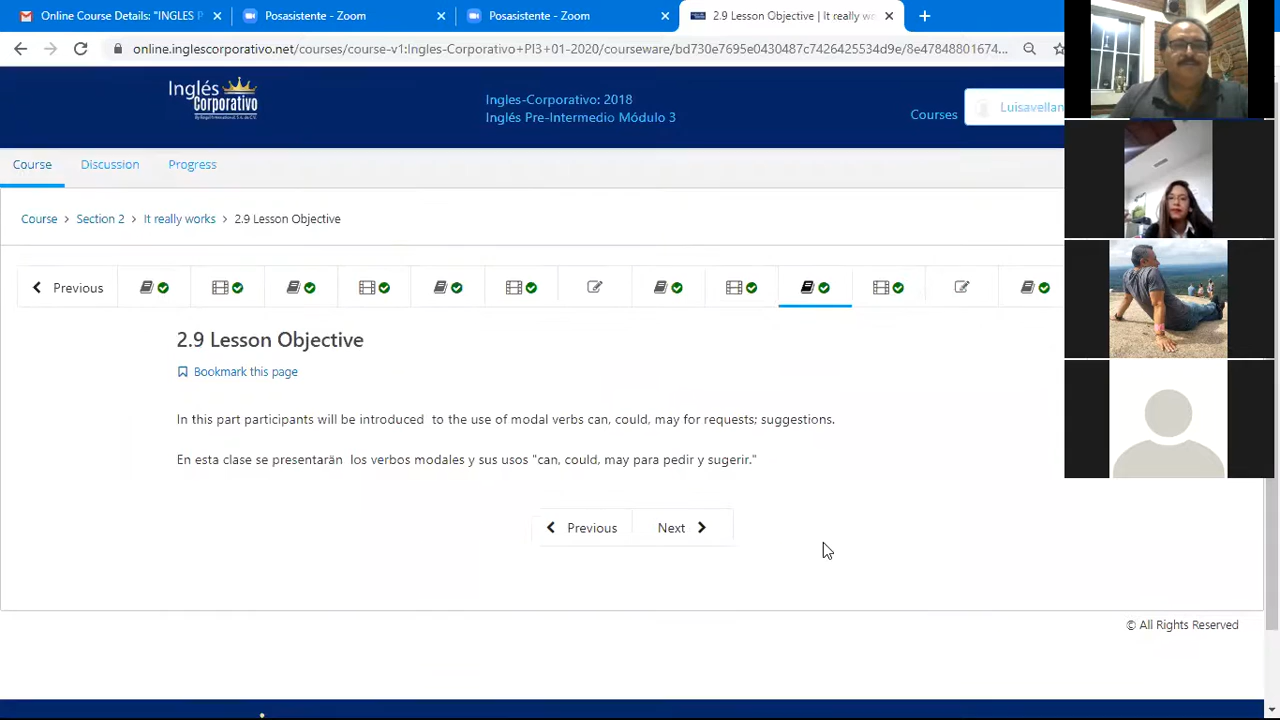 Online Course Details: "INGLES P
Posasistente - Zoom
Posasistente - Zoom
2.9 Lesson Objective | It really wo
online.inglescorporativo.net/courses/course-v1:Ingles-Corporativo+PI3+01-2020/courseware/bd730e7695e0430487c7426425534d9e/8e47848801674...
Inglés
Corporativo
Ingles-Corporativo: 2018
Inglés Pre-Intermedio Módulo 3
Courses
Luisavellan
Course
Discussion
Progress
Course > Section 2 > It really works > 2.9 Lesson Objective
Previous
2.9 Lesson Objective
Bookmark this page
In this part participants will be introduced to the use of modal verbs can, could, may for requests; suggestions.
En esta clase se presentarän los verbos modales y sus usos "can, could, may para pedir y sugerir."
Previous
Next
© All Rights Reserved